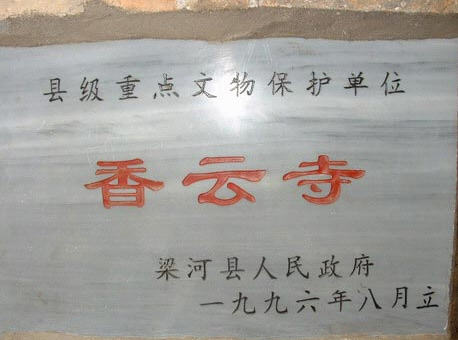 县级重点文物保护单位
香云寺
梁河县人民政府
一九九六年八月立